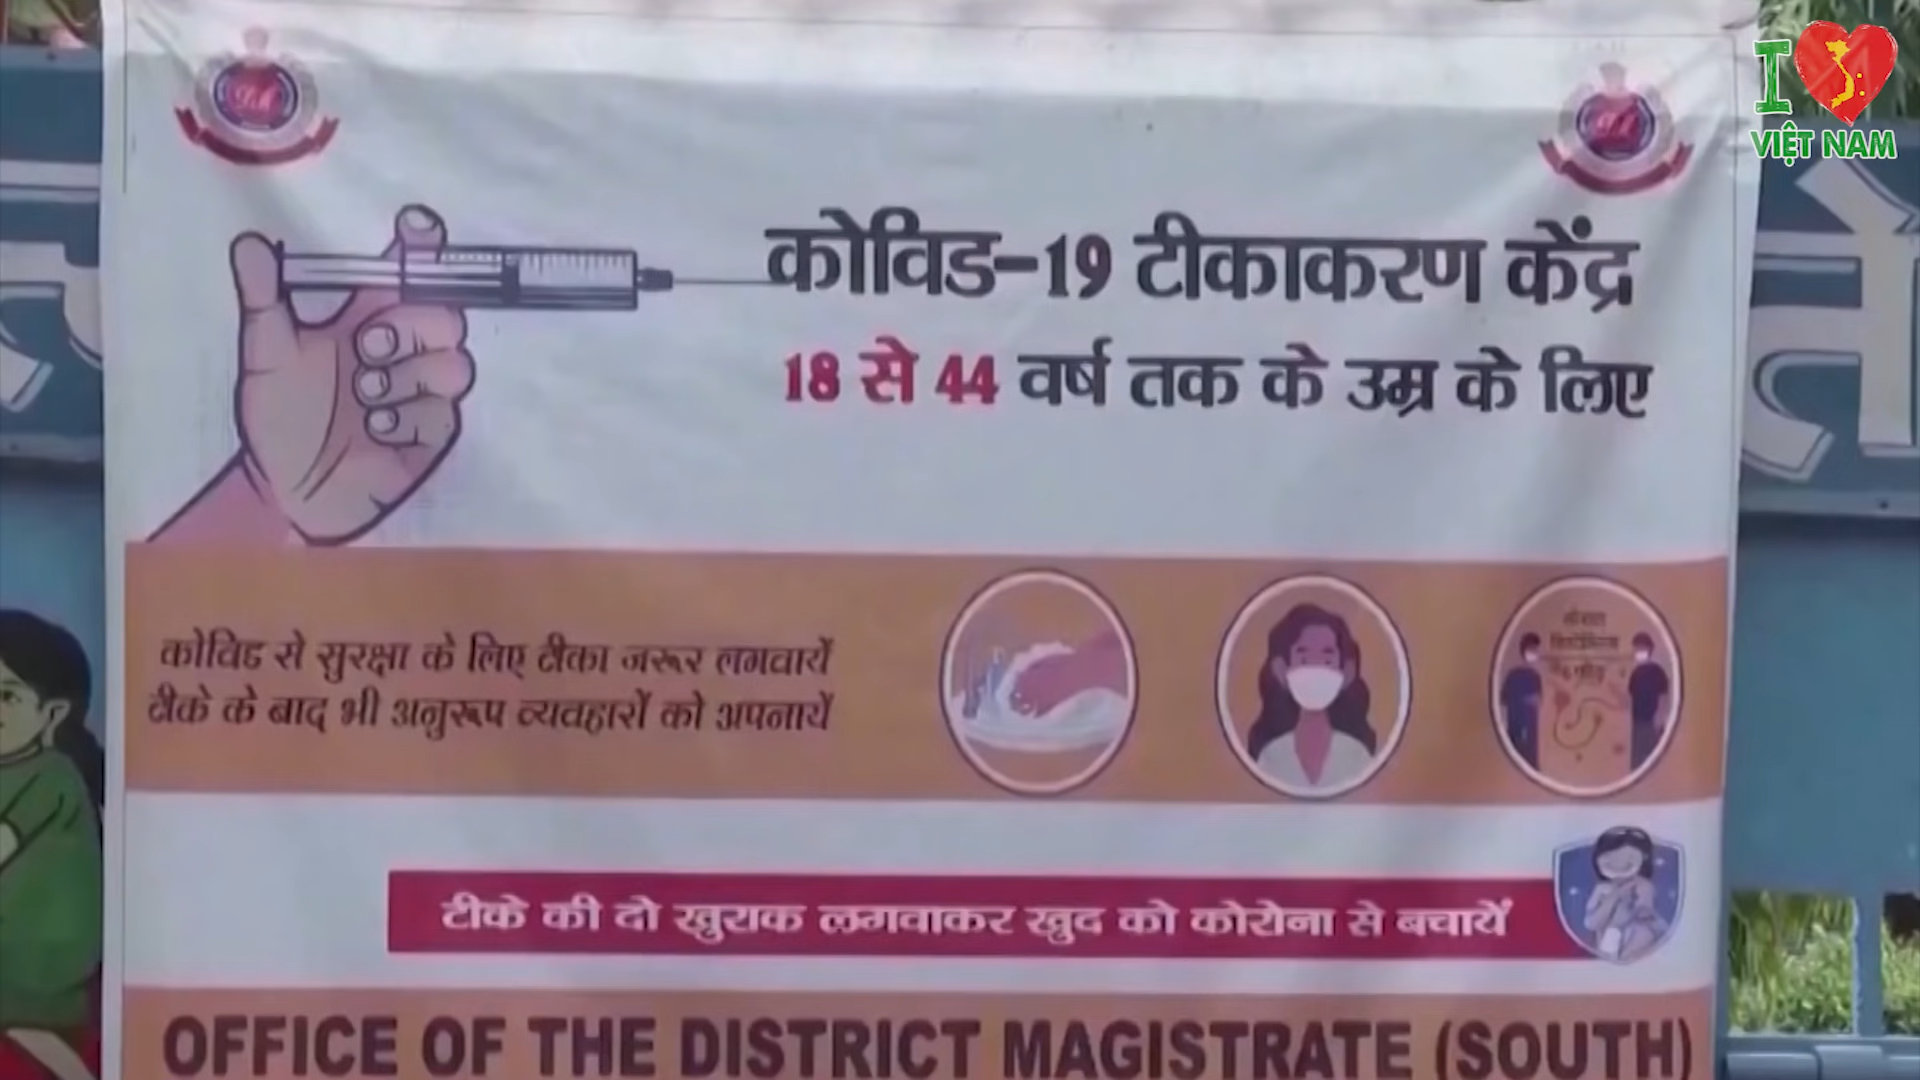 I
VIỆT NAM
कोविड-19 टीकाकरण केंद्र
18 से 44 वर्ष तक के उम्र के लिए
कोविड से सुरक्षा के लिए टीका जरूर लगवायें
टीके के बाद भी अनुरूप व्यवहारों को अपनायें
टीके की दो खुराक लगवाकर खुद को कोरोना से बचायें
OFFICE OF THE DISTRICT MAGISTRATE (SOUTH)